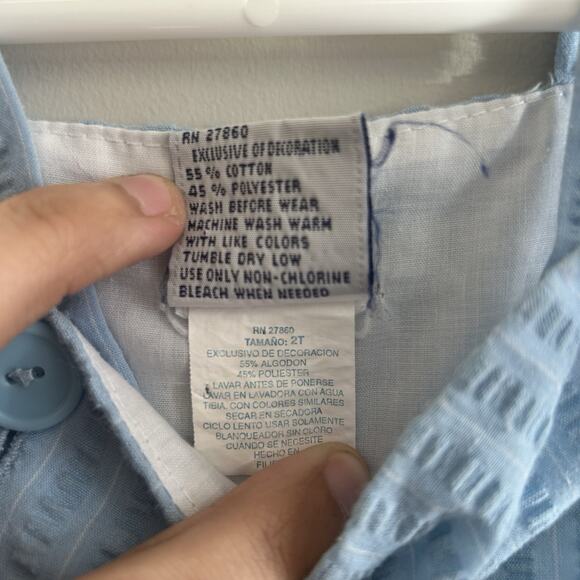 RN 27860
EXCLUSIVE OF DECORATION
55 % COTTON
45 % POLYESTER
WASH BEFORE WEAR
MACHINE WASH WARM
WITH LIKE COLORS
TUMBLE DRY LOW
USE ONLY NON-CHLORINE
BLEACH WHEN NEEDED
RN 27860
TAMAÑO: 2T
EXCLUSIVO DE DECORACION
55% ALGODON
45% POLIESTER
LAVAR ANTES DE PONERSE
LAVAR EN LAVADORA CON AGUA
TIBIA, CON COLORES SIMILARES
SECAR EN SECADORA
CICLO LENTO USAR SOLAMENTE
BLANQUEADOR SIN CLORO
CUANDO SE NECESITE
HECHO EN